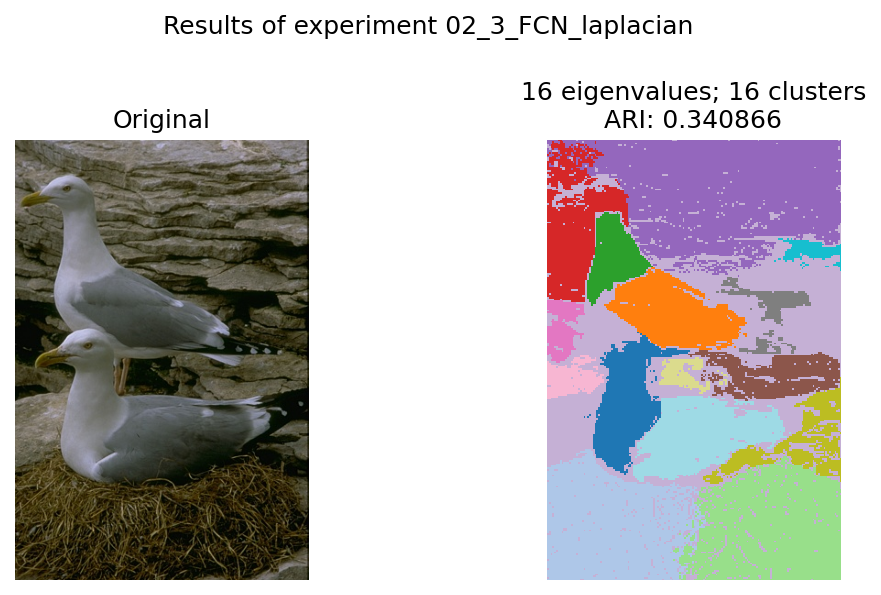 Results of experiment 02_3_FCN_laplacian
Original
16 eigenvalues; 16 clusters
ARI: 0.340866